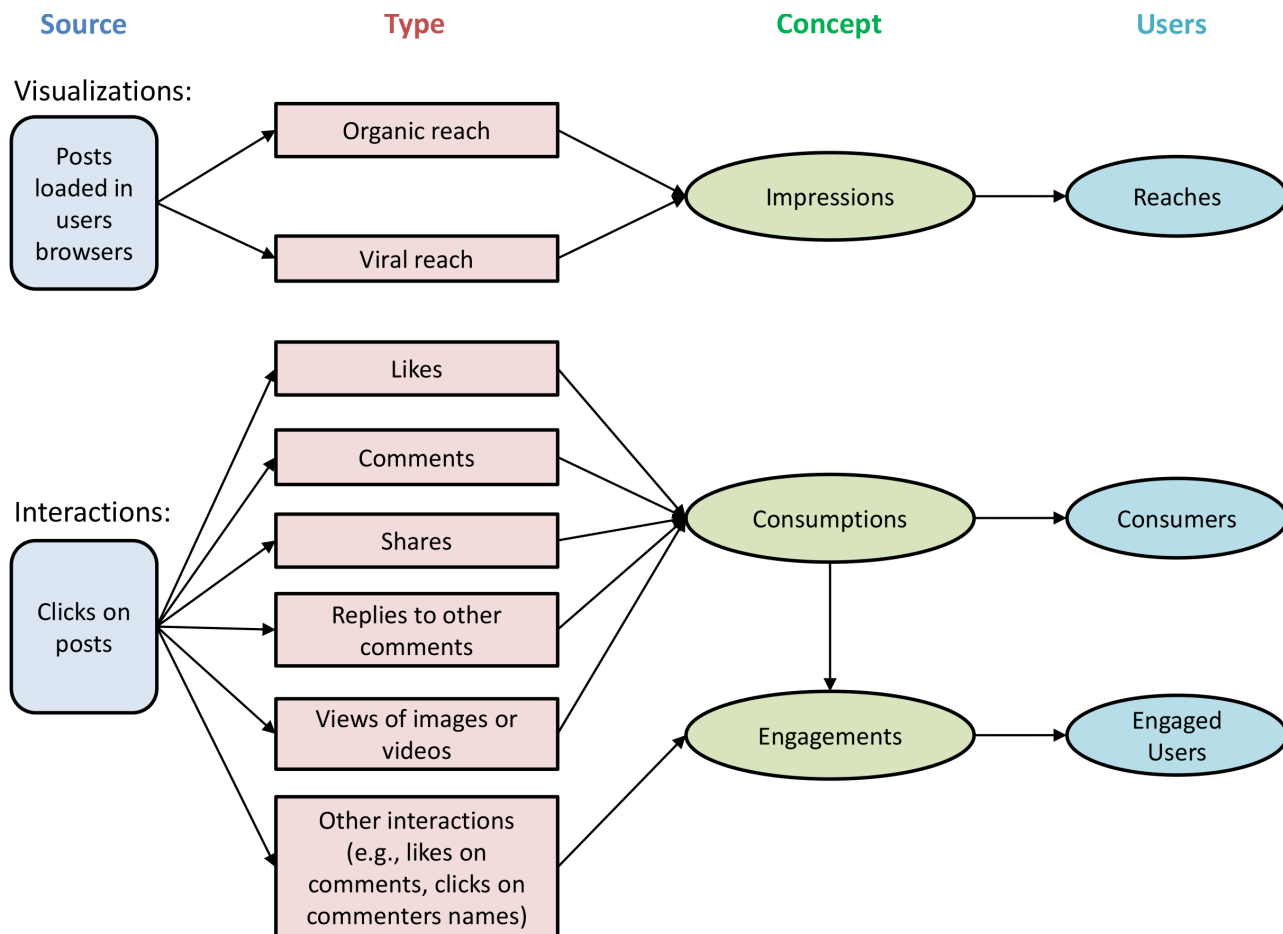 Source
Type
Concept
Users
Visualizations:
Posts
loaded in
users
browsers
Organic reach
Viral reach
Impressions
Reaches
Interactions:
Clicks on
posts
Likes
Comments
Shares
Replies to other
comments
Views of images or
videos
Other interactions
(e.g., likes on
comments, clicks on
commenters names)
Consumptions
Consumers
Engagements
Engaged
Users